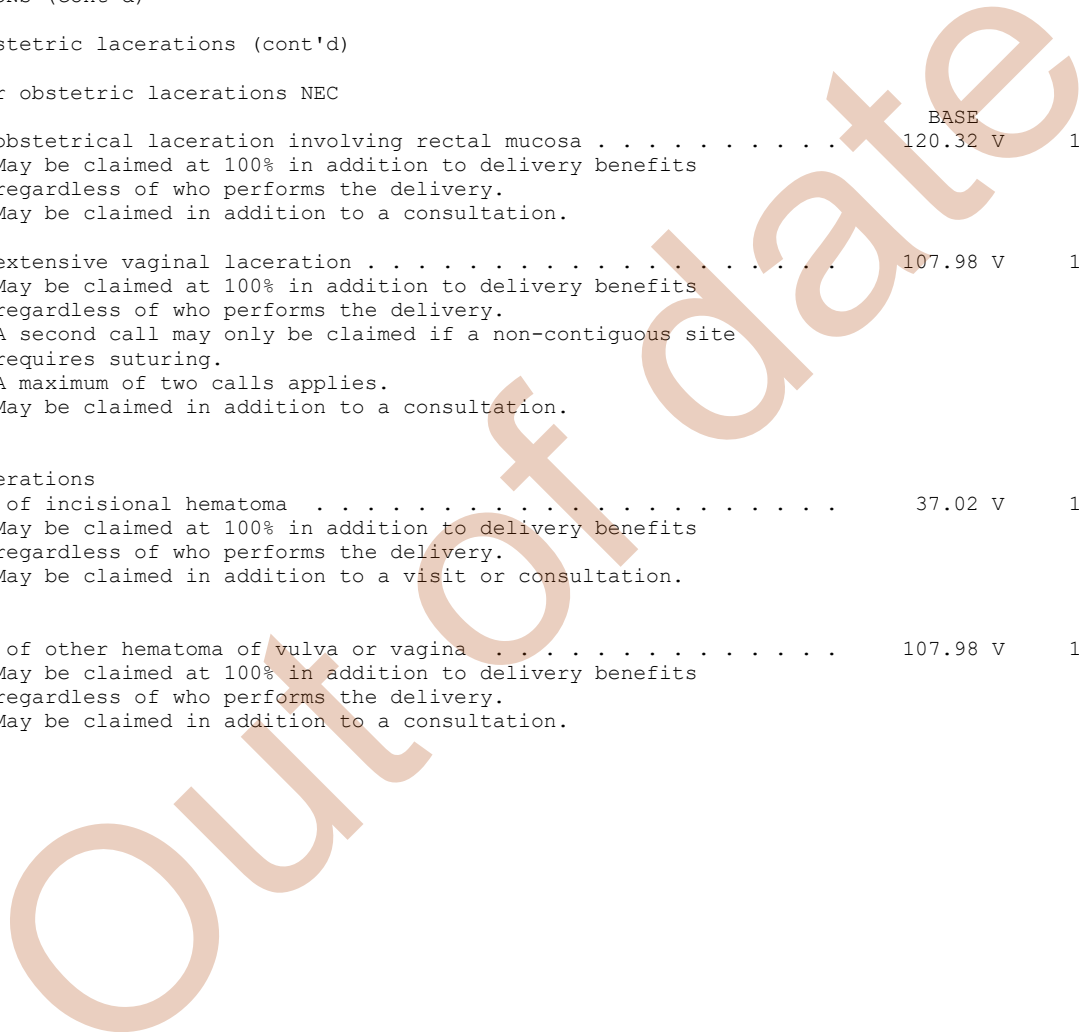 stetric lacerations (cont'd)
r obstetric lacerations NEC
BASE
obstetrical laceration involving rectal mucosa . . . . . . . . . . 120.32 V 1
May be claimed at 100% in addition to delivery benefits
regardless of who performs the delivery.
May be claimed in addition to a consultation.
extensive vaginal laceration . . . . . . . . . . . . . . . . . . . 107.98 V 1
May be claimed at 100% in addition to delivery benefits
regardless of who performs the delivery.
A second call may only be claimed if a non-contiguous site
requires suturing.
A maximum of two calls applies.
May be claimed in addition to a consultation.
erations
of incisional hematoma . . . . . . . . . . . . . . . . . . . . . 37.02 V 1
May be claimed at 100% in addition to delivery benefits
regardless of who performs the delivery.
May be claimed in addition to a visit or consultation.
of other hematoma of vulva or vagina . . . . . . . . . . . . . . 107.98 V 1
May be claimed at 100% in addition to delivery benefits
regardless of who performs the delivery.
May be claimed in addition to a consultation.
Out of date